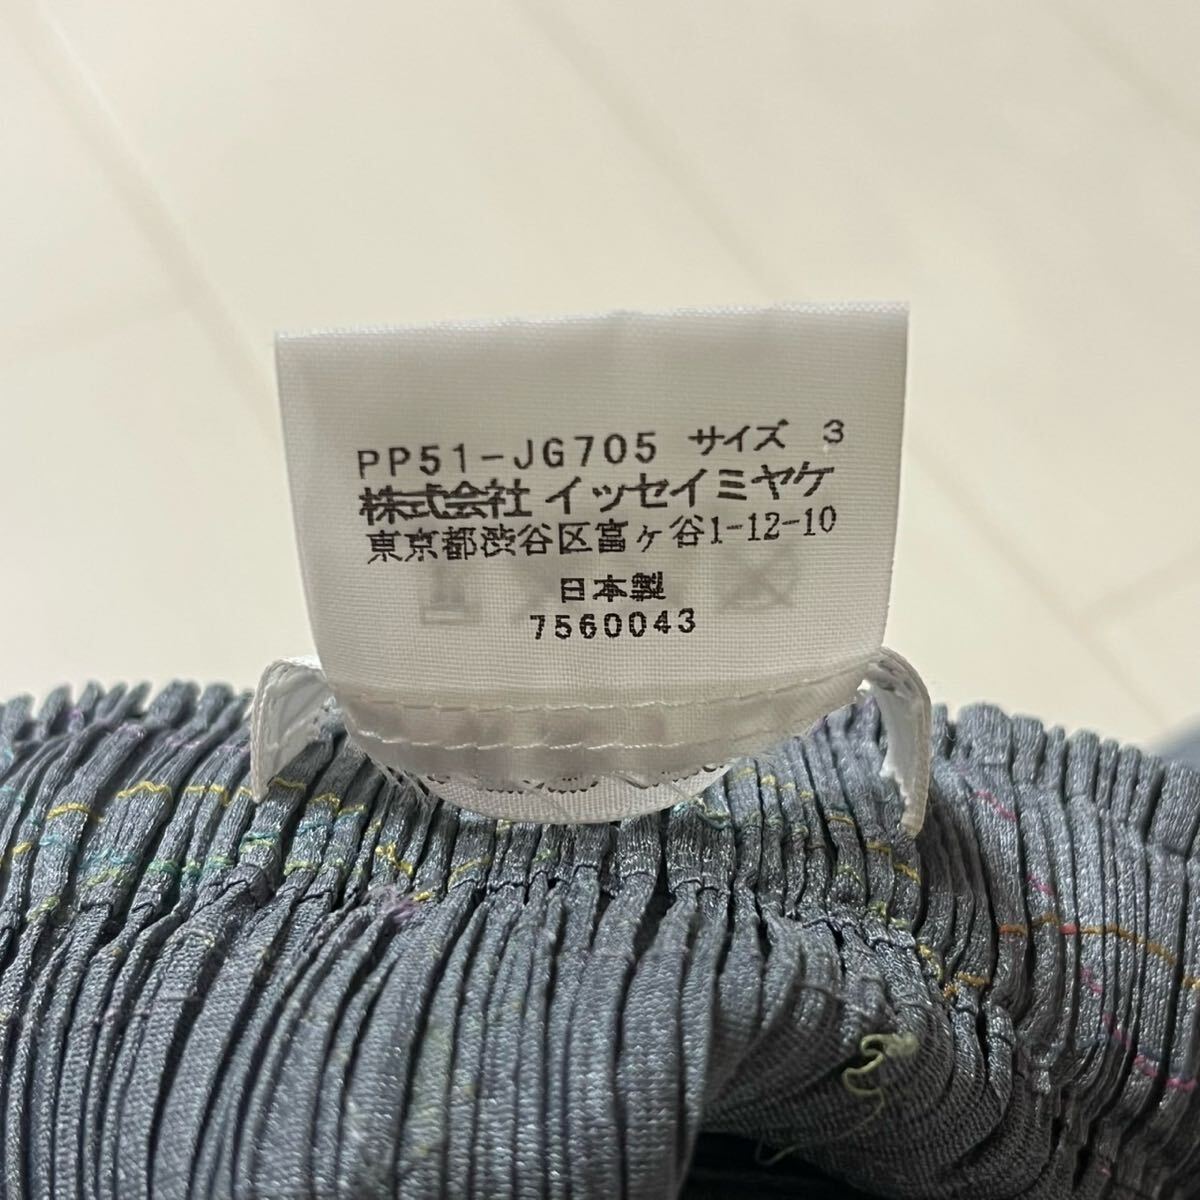 PP51-JG705 サイズ 3
株式会社 イッセイミヤケ
東京都渋谷区富ヶ谷1-12-10
日本製
7560043